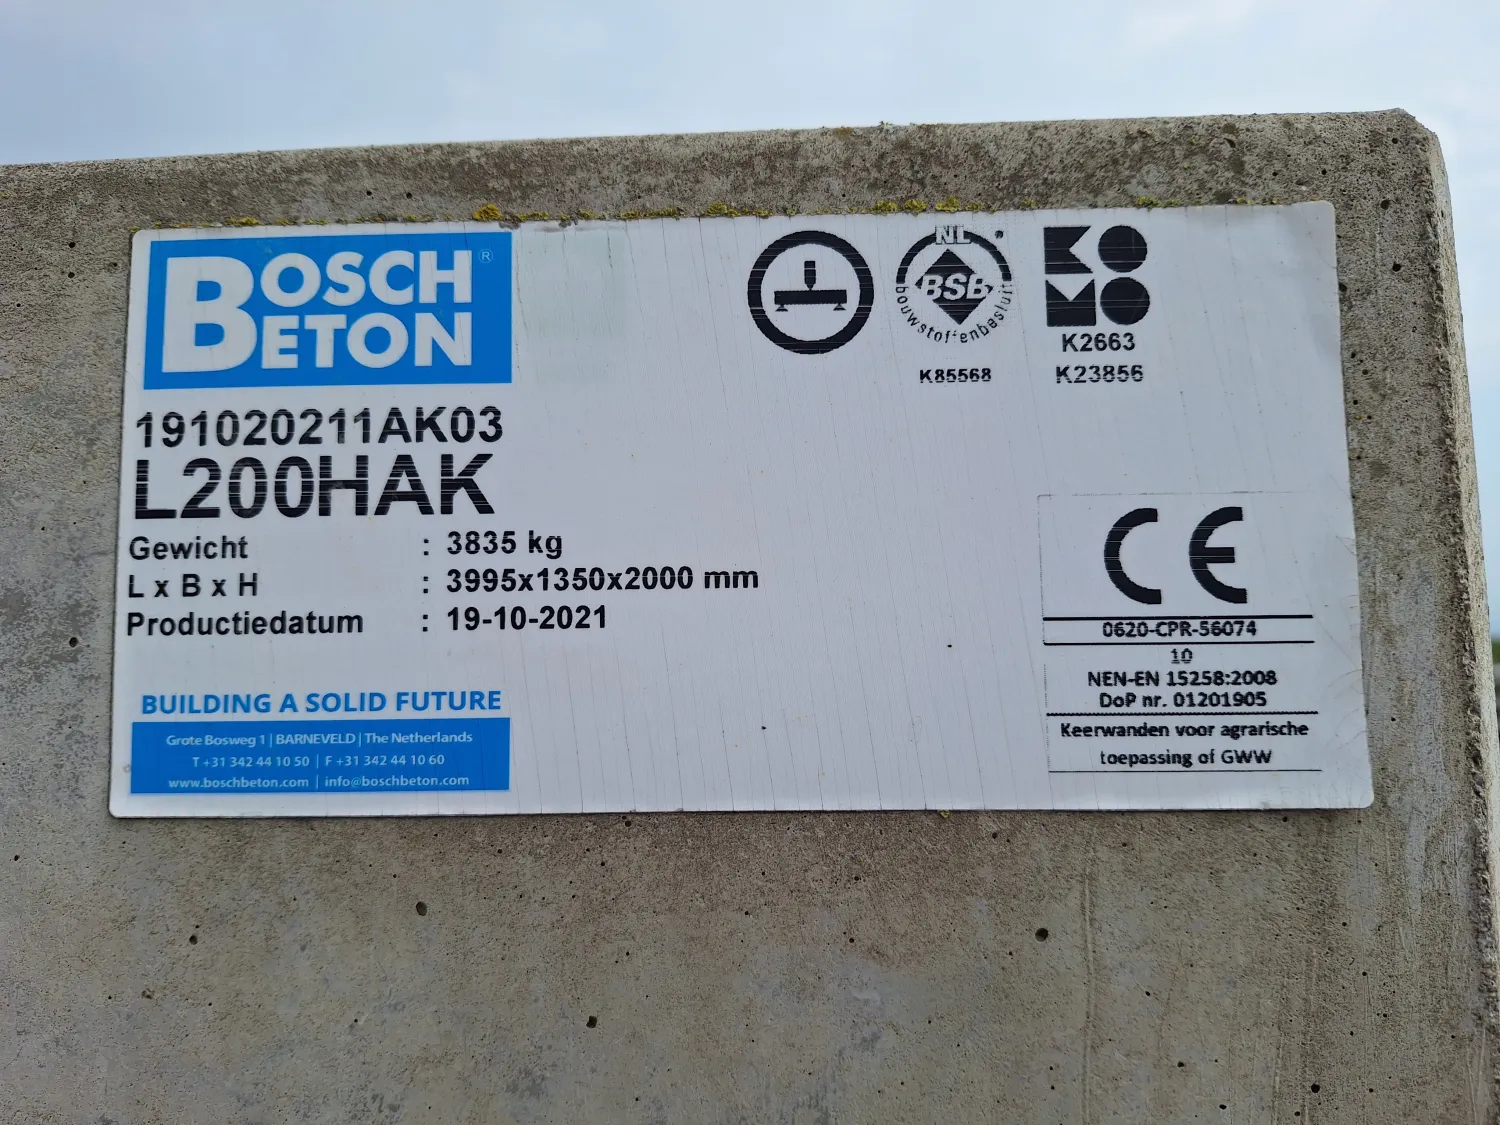 BOSCH BETON®
191020211AK03
L200HAK
Gewicht : 3835 kg
L x B x H : 3995x1350x2000 mm
Productiedatum : 19-10-2021
BUILDING A SOLID FUTURE
Grote Bosweg 1 | BARNEVELD | The Netherlands
T +31 342 44 10 50 | F +31 342 44 10 60
www.boschbeton.com | info@boschbeton.com
NL
BSB
bouwstoffenbesluit
K85568
KOMO
K2663
K23856
CE
0620-CPR-56074
10
NEN-EN 15258:2008
DoP nr. 01201905
Keerwanden voor agrarische
toepassing of GWW